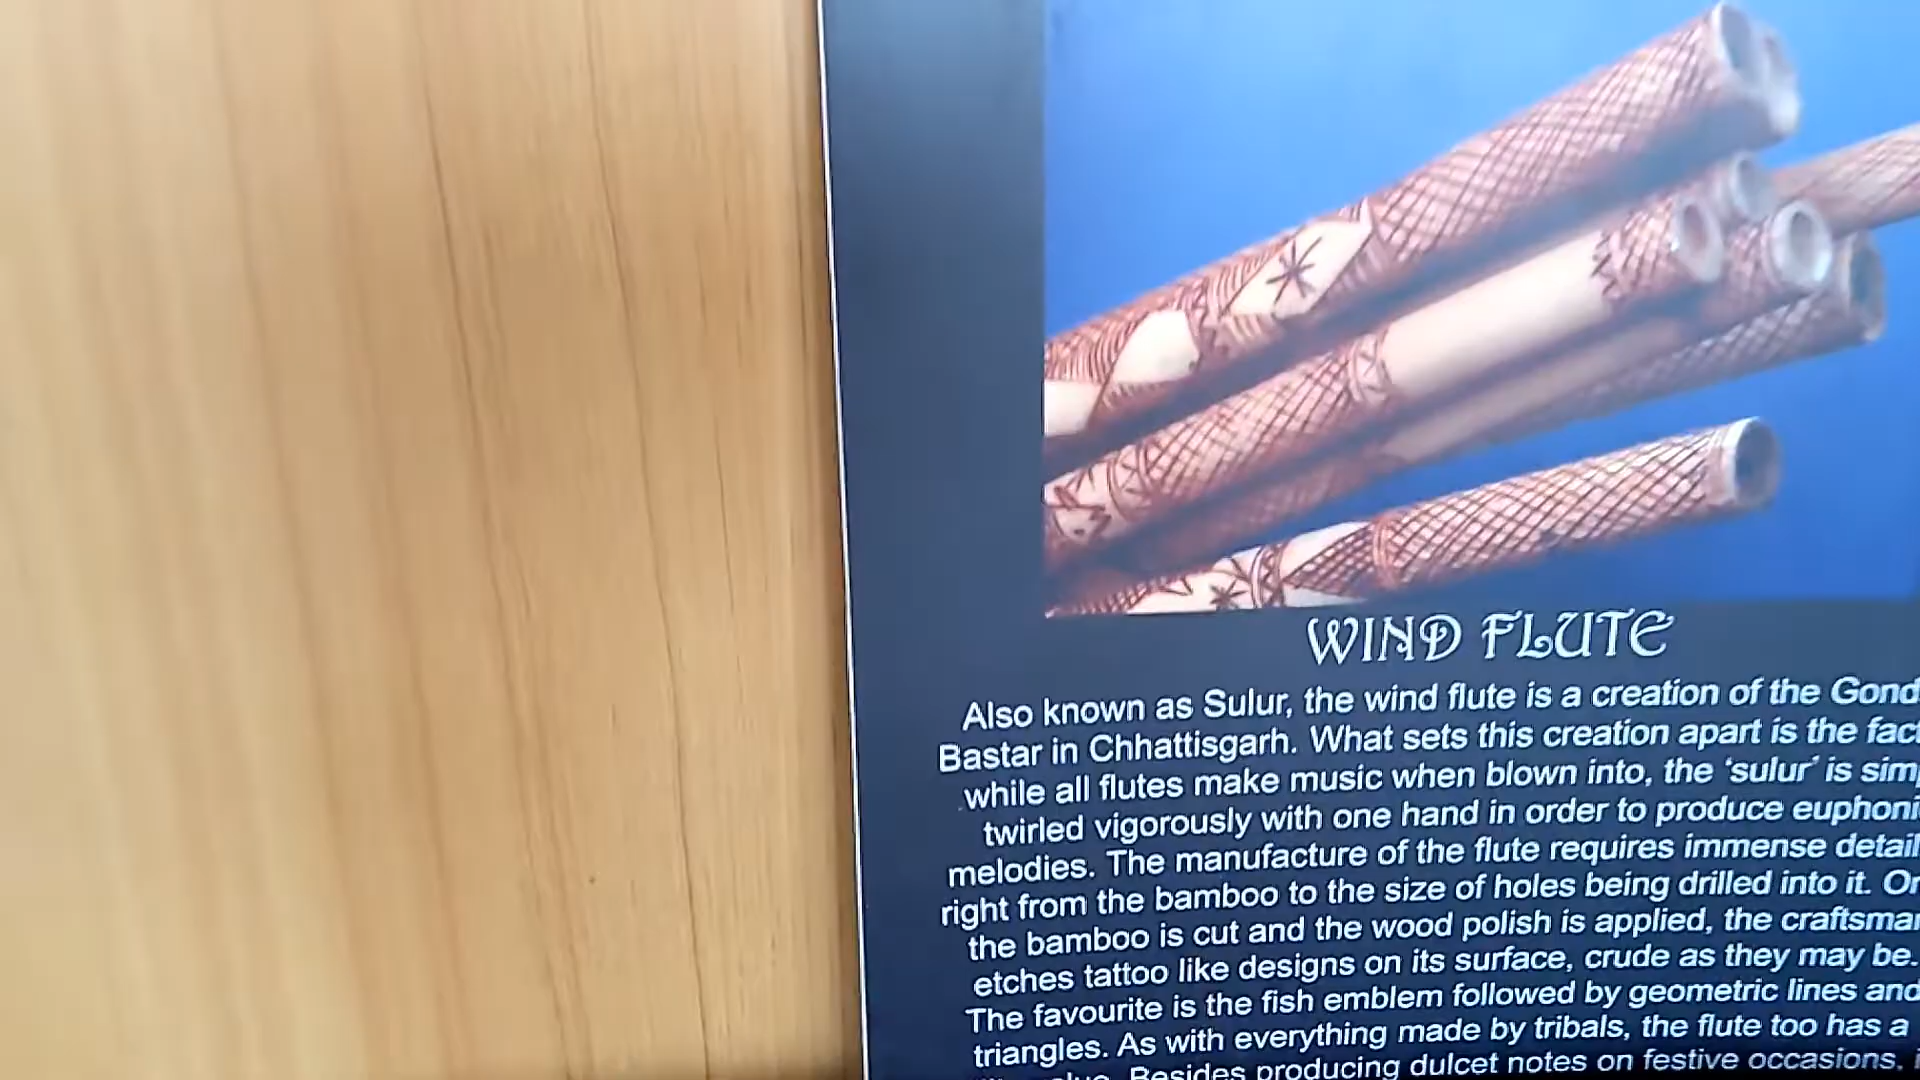 WIND FLUTE
Also known as Sulur, the wind flute is a creation of the Gond
Bastar in Chhattisgarh. What sets this creation apart is the fact
while all flutes make music when blown into, the ‘sulur’ is
twirled vigorously with one hand in order to produce
melodies. The manufacture of the flute requires immense
right from the bamboo to the size of holes being drilled into it.
the bamboo is cut and the wood polish is applied, the
etches tattoo like designs on its surface, crude as they may be.
The favourite is the fish emblem followed by geometric lines and
triangles. As with everything made by tribals, the flute too has a
Besides producing dulcet notes on festive occasions,